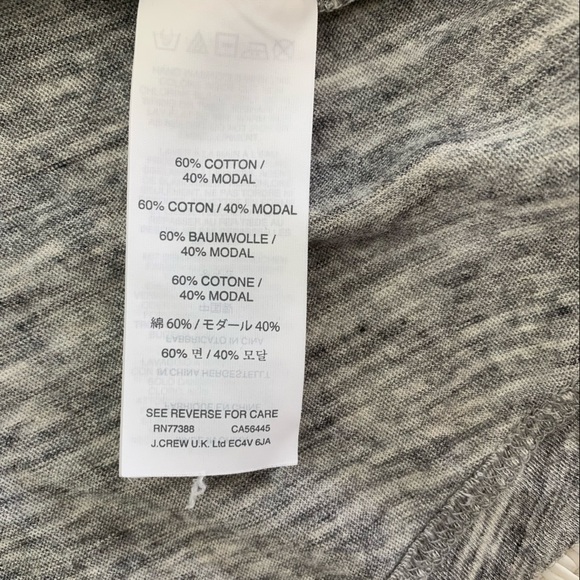 60% COTTON /
40% MODAL
60% COTON / 40% MODAL
60% BAUMWOLLE /
40% MODAL
60% COTONE /
40% MODAL
綿 60% / モダール 40%
60% 면 / 40% 모달
SEE REVERSE FOR CARE
RN77388 CA56445
J.CREW U.K. Ltd EC4V 6JA